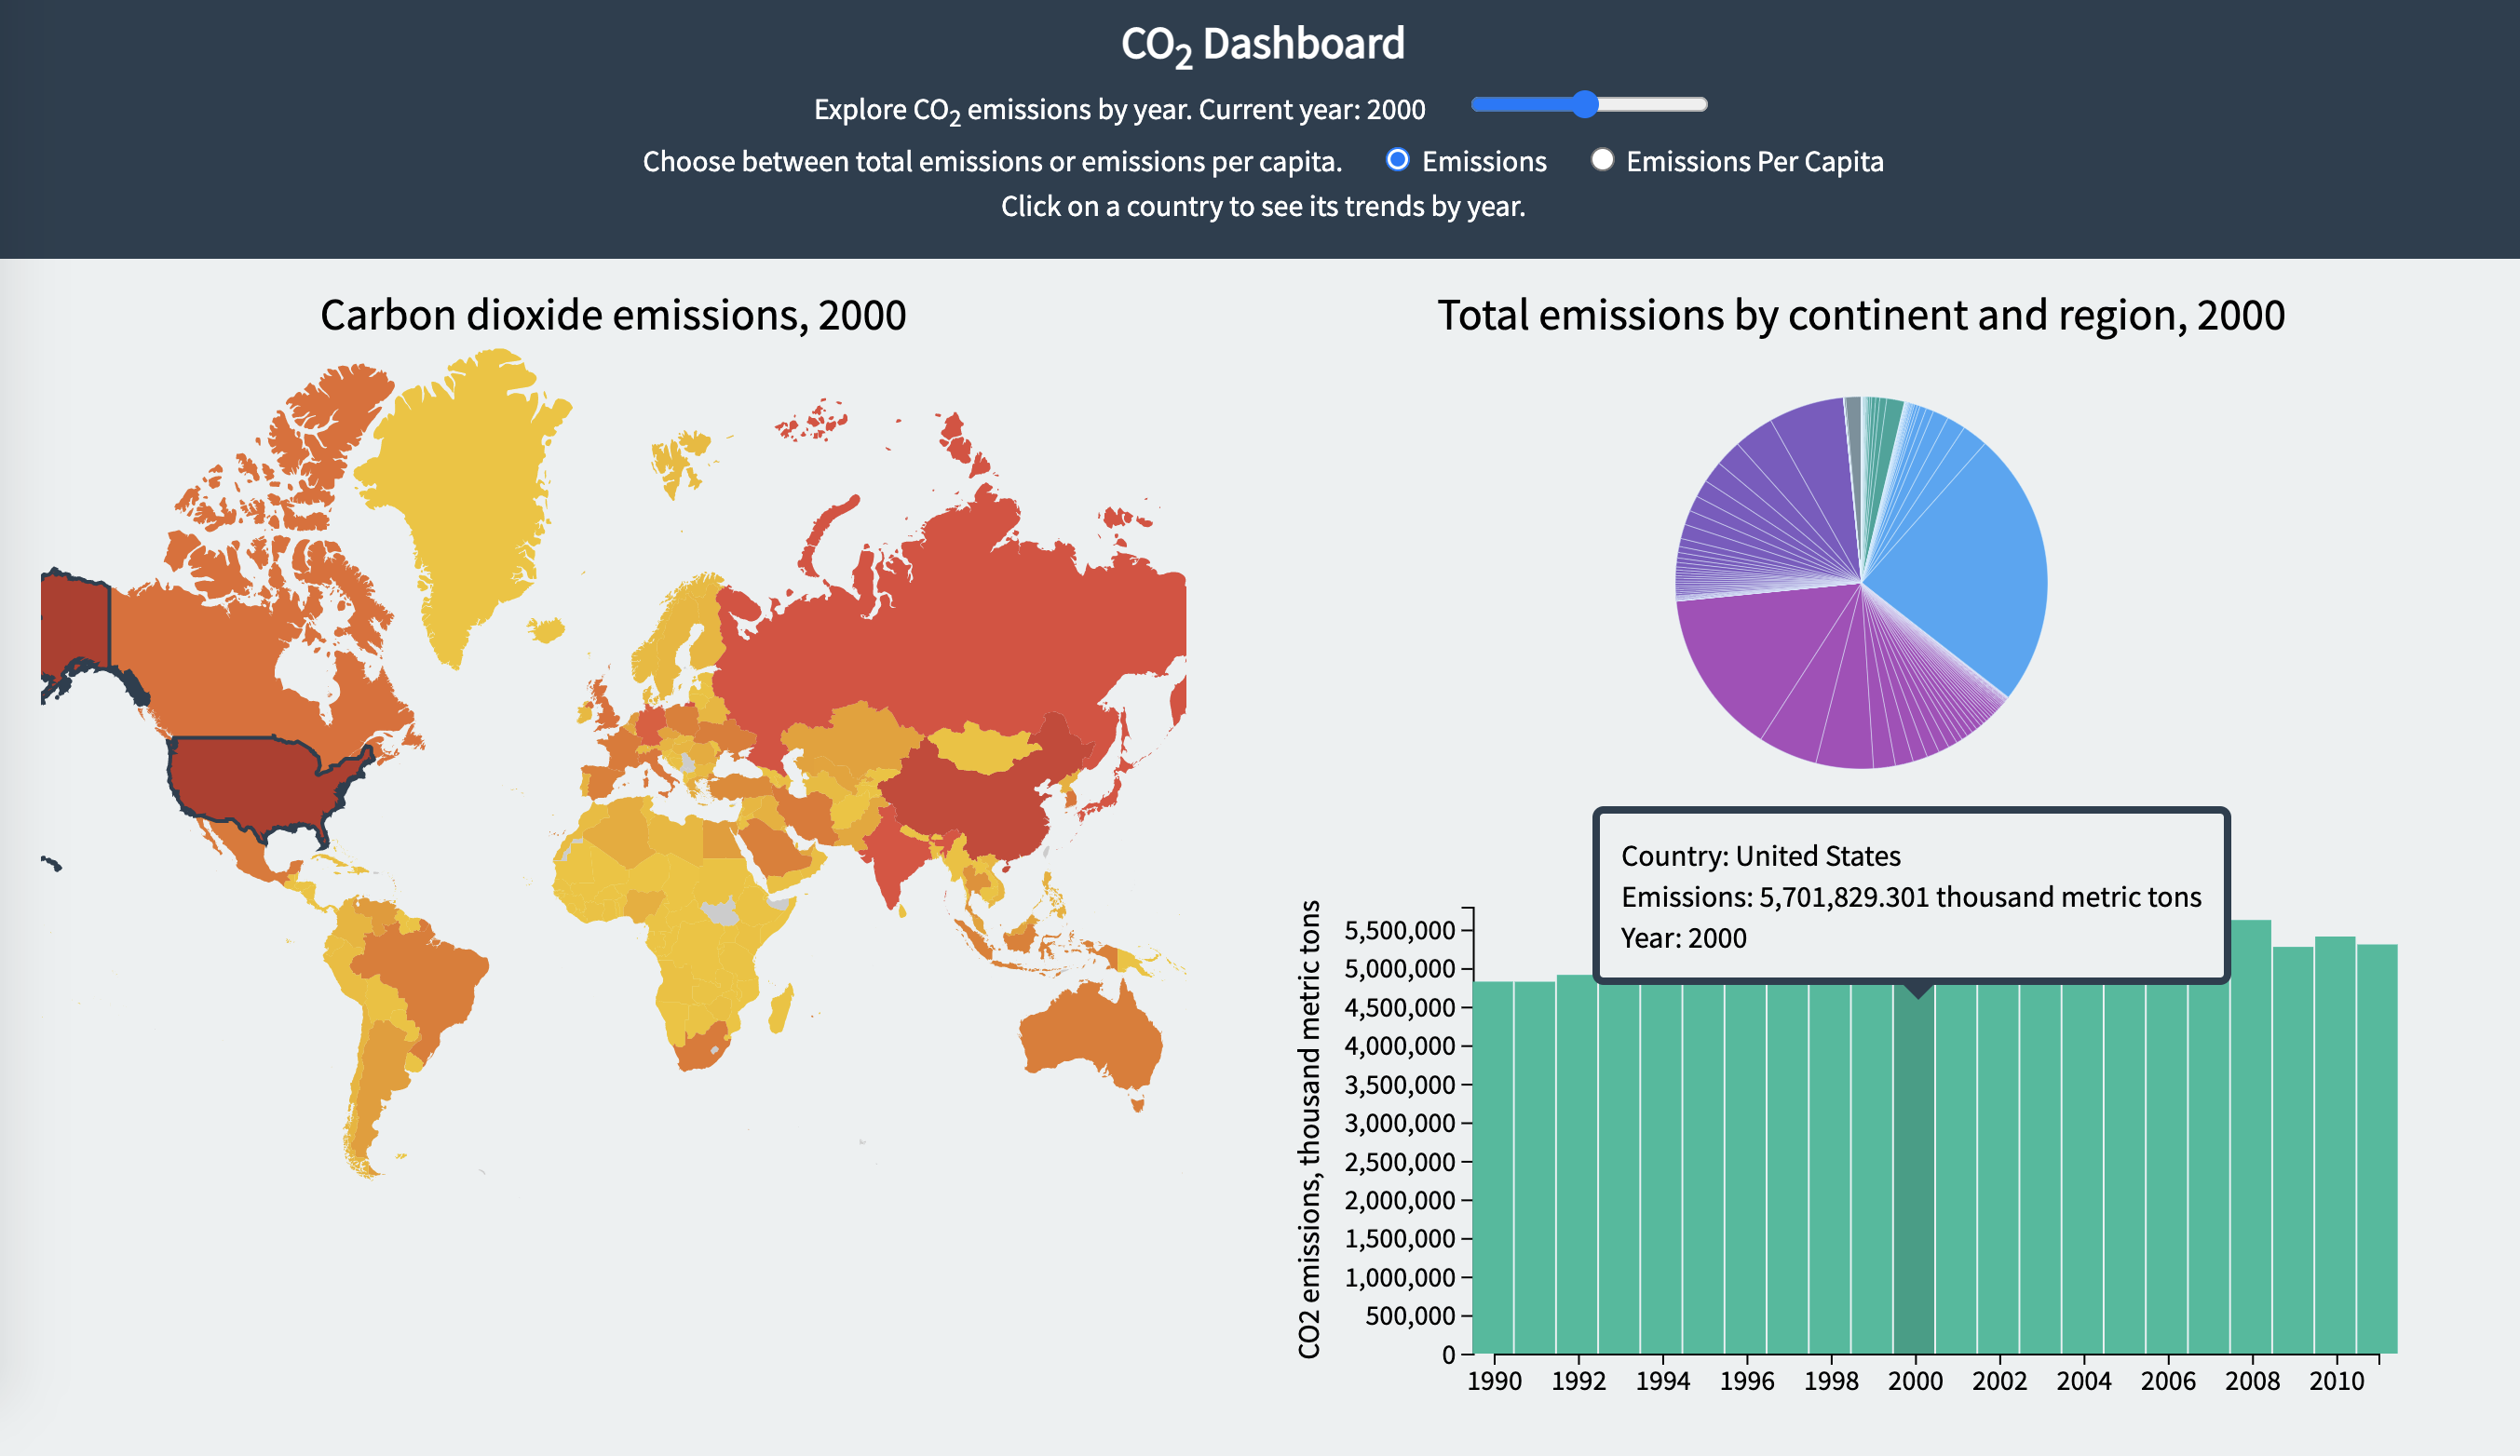 CO2 Dashboard
Explore CO2 emissions by year. Current year: 2000
Choose between total emissions or emissions per capita. Emissions Emissions Per Capita
Click on a country to see its trends by year.
Carbon dioxide emissions, 2000
Total emissions by continent and region, 2000
Country: United States
Emissions: 5,701,829.301 thousand metric tons
Year: 2000
CO2 emissions, thousand metric tons
5,500,000
5,000,000
4,500,000
4,000,000
3,500,000
3,000,000
2,500,000
2,000,000
1,500,000
1,000,000
500,000
0
1990 1992 1994 1996 1998 2000 2002 2004 2006 2008 2010